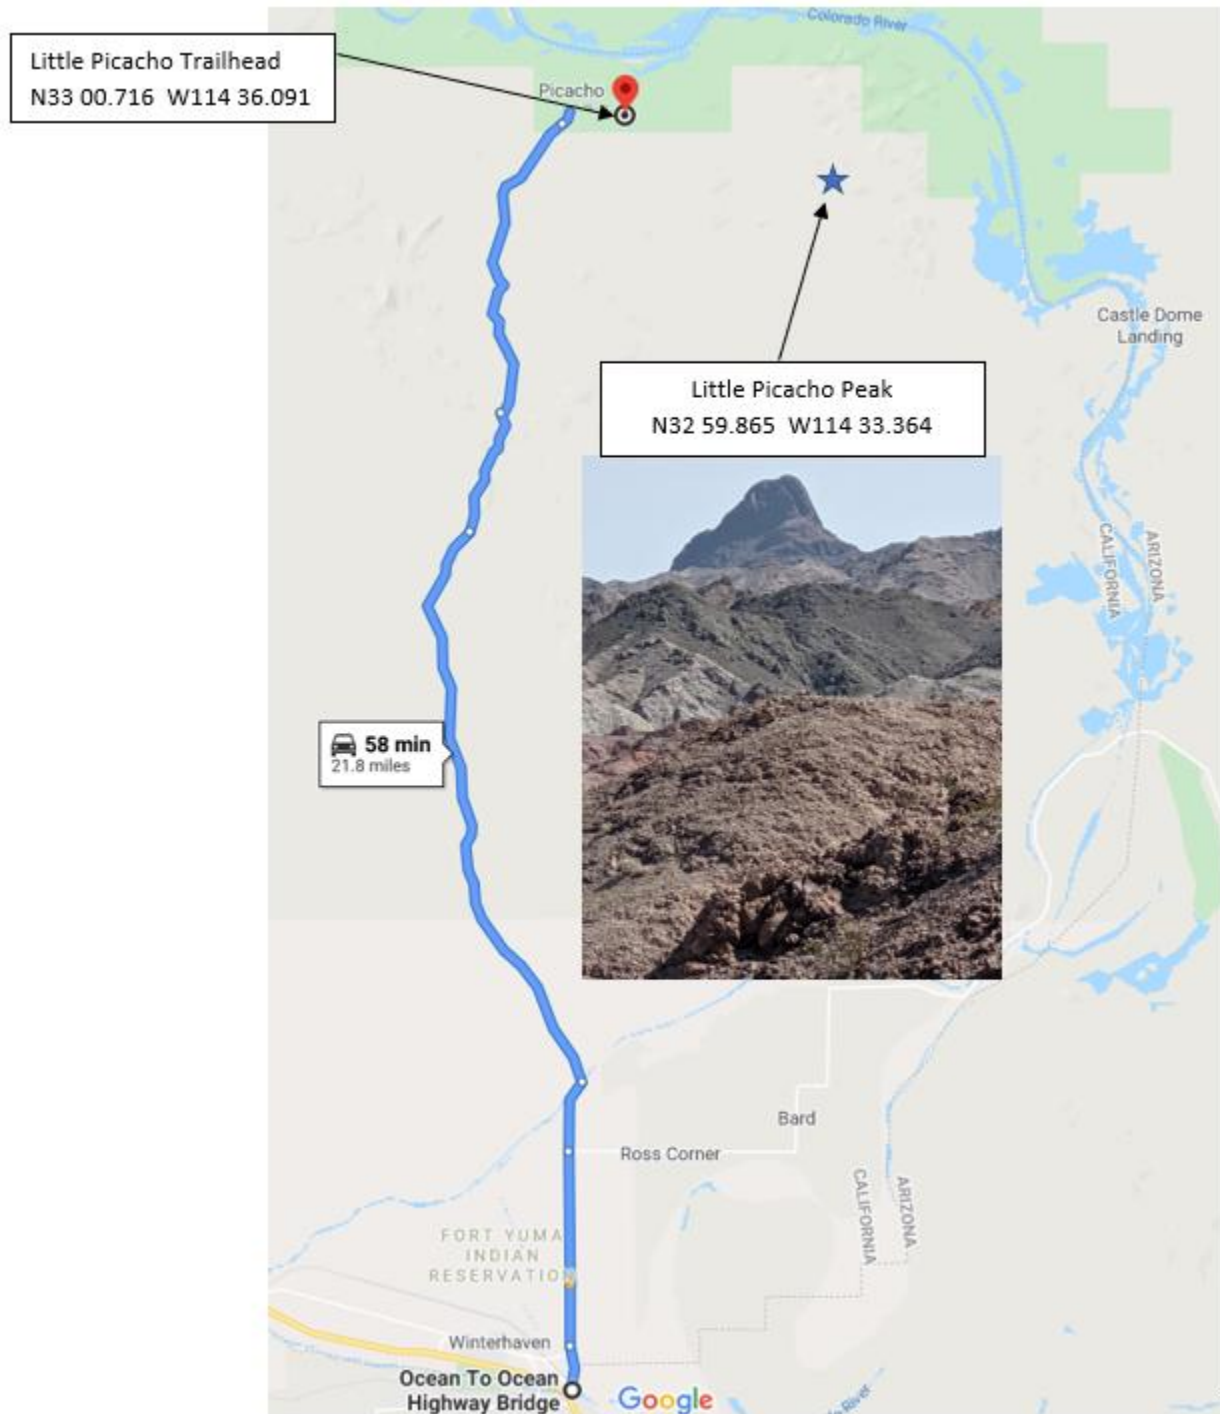 Colorado River
Little Picacho Trailhead
N33 00.716 W114 36.091
Picacho
Castle Dome
Landing
Little Picacho Peak
N32 59.865 W114 33.364
CALIFORNIA
ARIZONA
58 min
21.8 miles
Bard
Ross Corner
CALIFORNIA
ARIZONA
FORT YUMA
INDIAN
RESERVATION
Winterhaven
Ocean To Ocean
Highway Bridge
Google
River